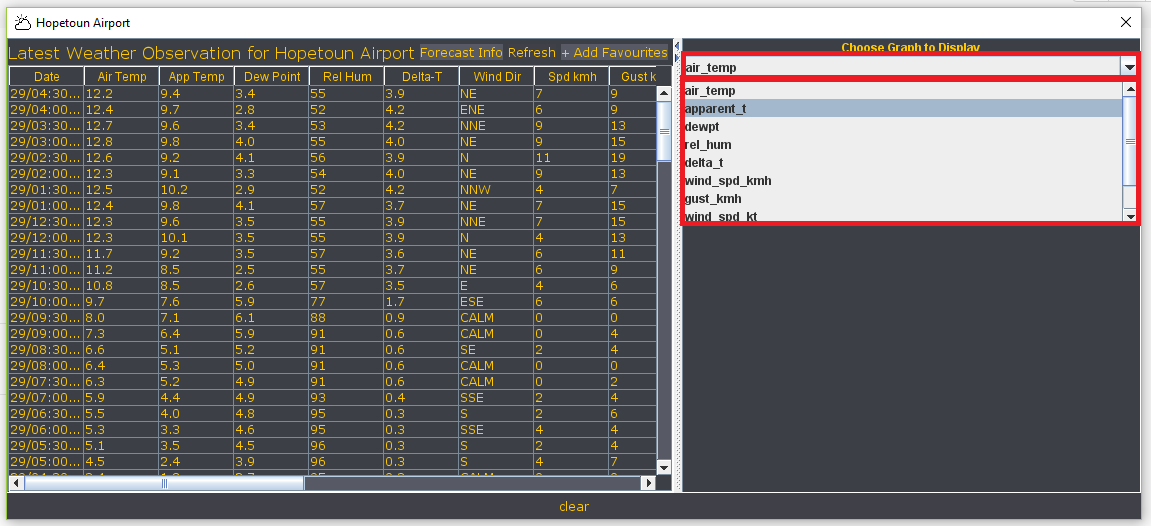 Hopetoun Airport
Latest Weather Observation for Hopetoun Airport Forecast Info Refresh + Add Favourites
Date Air Temp App Temp Dew Point Rel Hum Delta-T Wind Dir Spd kmh Gust k
29/04:30... 12.2 9.4 3.4 55 3.9 NE 7 9
29/04:00... 12.4 9.7 2.8 52 4.2 ENE 6 9
29/03:30... 12.7 9.6 3.4 53 4.2 NNE 9 13
29/03:00... 12.8 9.8 4.0 55 4.0 NE 9 15
29/02:30... 12.6 9.2 4.1 56 3.9 N 11 19
29/02:00... 12.3 9.1 3.3 54 4.0 NE 9 13
29/01:30... 12.5 10.2 2.9 52 4.2 NNW 4 7
29/01:00... 12.4 9.8 4.1 57 3.7 NE 7 15
29/12:30... 12.3 9.6 3.5 55 3.9 NNE 7 15
29/12:00... 12.3 10.1 3.5 55 3.9 N 4 13
29/11:30... 11.7 9.2 3.5 57 3.6 NE 6 11
29/11:00... 11.2 8.5 2.5 55 3.7 NE 6 9
29/10:30... 10.8 8.5 2.6 57 3.5 E 4 6
29/10:00... 9.7 7.6 5.9 77 1.7 ESE 6 6
29/09:30... 8.0 7.1 6.1 88 0.9 CALM 0 0
29/09:00... 7.3 6.4 5.9 91 0.6 CALM 0 4
29/08:30... 6.6 5.1 5.2 91 0.6 SE 2 4
29/08:00... 6.4 5.3 5.0 91 0.6 CALM 0 0
29/07:30... 6.3 5.2 4.9 91 0.6 CALM 0 2
29/07:00... 5.9 4.4 4.9 93 0.4 SSE 2 4
29/06:30... 5.5 4.0 4.8 95 0.3 S 2 6
29/06:00... 5.3 3.3 4.6 95 0.3 SSE 4 4
29/05:30... 5.1 3.5 4.5 96 0.3 S 2 4
29/05:00... 4.5 2.4 3.9 96 0.3 S 4 7
Choose Graph to Display
air_temp
air_temp
apparent_t
dewpt
rel_hum
delta_t
wind_spd_kmh
gust_kmh
wind_spd_kt
clear